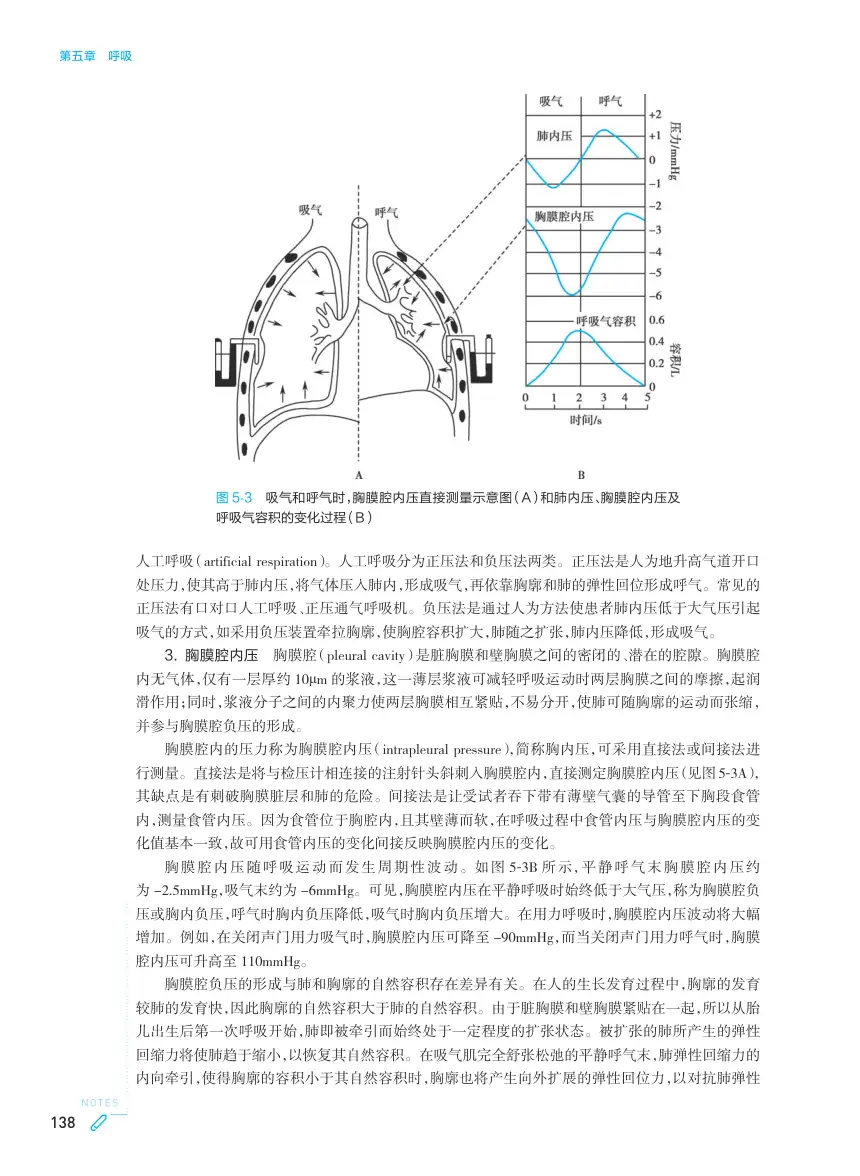 第五章 呼吸
吸气 呼气
吸气 呼气
肺内压
胸膜腔内压
呼吸气容积
+2
+1
0
-1
-2
-3
-4
-5
-6
压力/mmHg
0.6
0.4
0.2
0
容积/L
0 1 2 3 4 5
时间/s
A B
图 5-3 吸气和呼气时,胸膜腔内压直接测量示意图(A)和肺内压、胸膜腔内压及
呼吸气容积的变化过程(B)
人工呼吸(artificial respiration)。人工呼吸分为正压法和负压法两类。正压法是人为地升高气道开口
处压力,使其高于肺内压,将气体压入肺内,形成吸气,再依靠胸廓和肺的弹性回位形成呼气。常见的
正压法有口对口人工呼吸、正压通气呼吸机。负压法是通过人为方法使患者肺内压低于大气压引起
吸气的方式,如采用负压装置牵拉胸廓,使胸腔容积扩大,肺随之扩张,肺内压降低,形成吸气。
3. 胸膜腔内压 胸膜腔(pleural cavity)是脏胸膜和壁胸膜之间的密闭的、潜在的腔隙。胸膜腔
内无气体,仅有一层厚约 10μm 的浆液,这一薄层浆液可减轻呼吸运动时两层胸膜之间的摩擦,起润
滑作用;同时,浆液分子之间的内聚力使两层胸膜相互紧贴,不易分开,使肺可随胸廓的运动而张缩,
并参与胸膜腔负压的形成。
胸膜腔内的压力称为胸膜腔内压(intrapleural pressure),简称胸内压,可采用直接法或间接法进
行测量。直接法是将与检压计相连接的注射针头斜刺入胸膜腔内,直接测定胸膜腔内压(见图5-3A),
其缺点是有刺破胸膜脏层和肺的危险。间接法是让受试者吞下带有薄壁气囊的导管至下胸段食管
内,测量食管内压。因为食管位于胸腔内,且其壁薄而软,在呼吸过程中食管内压与胸膜腔内压的变
化值基本一致,故可用食管内压的变化间接反映胸膜腔内压的变化。
胸膜腔内压随呼吸运动而发生周期性波动。如图 5-3B 所示,平静呼气末胸膜腔内压约
为 -2.5mmHg,吸气末约为 -6mmHg。可见,胸膜腔内压在平静呼吸时始终低于大气压,称为胸膜腔负
压或胸内负压,呼气时胸内负压降低,吸气时胸内负压增大。在用力呼吸时,胸膜腔内压波动将大幅
增加。例如,在关闭声门用力吸气时,胸膜腔内压可降至 -90mmHg,而当关闭声门用力呼气时,胸膜
腔内压可升高至 110mmHg。
胸膜腔负压的形成与肺和胸廓的自然容积存在差异有关。在人的生长发育过程中,胸廓的发育
较肺的发育快,因此胸廓的自然容积大于肺的自然容积。由于脏胸膜和壁胸膜紧贴在一起,所以从胎
儿出生后第一次呼吸开始,肺即被牵引而始终处于一定程度的扩张状态。被扩张的肺所产生的弹性
回缩力将使肺趋于缩小,以恢复其自然容积。在吸气肌完全舒张松弛的平静呼气末,肺弹性回缩力的
内向牵引,使得胸廓的容积小于其自然容积时,胸廓也将产生向外扩展的弹性回位力,以对抗肺弹性
NOTES
138